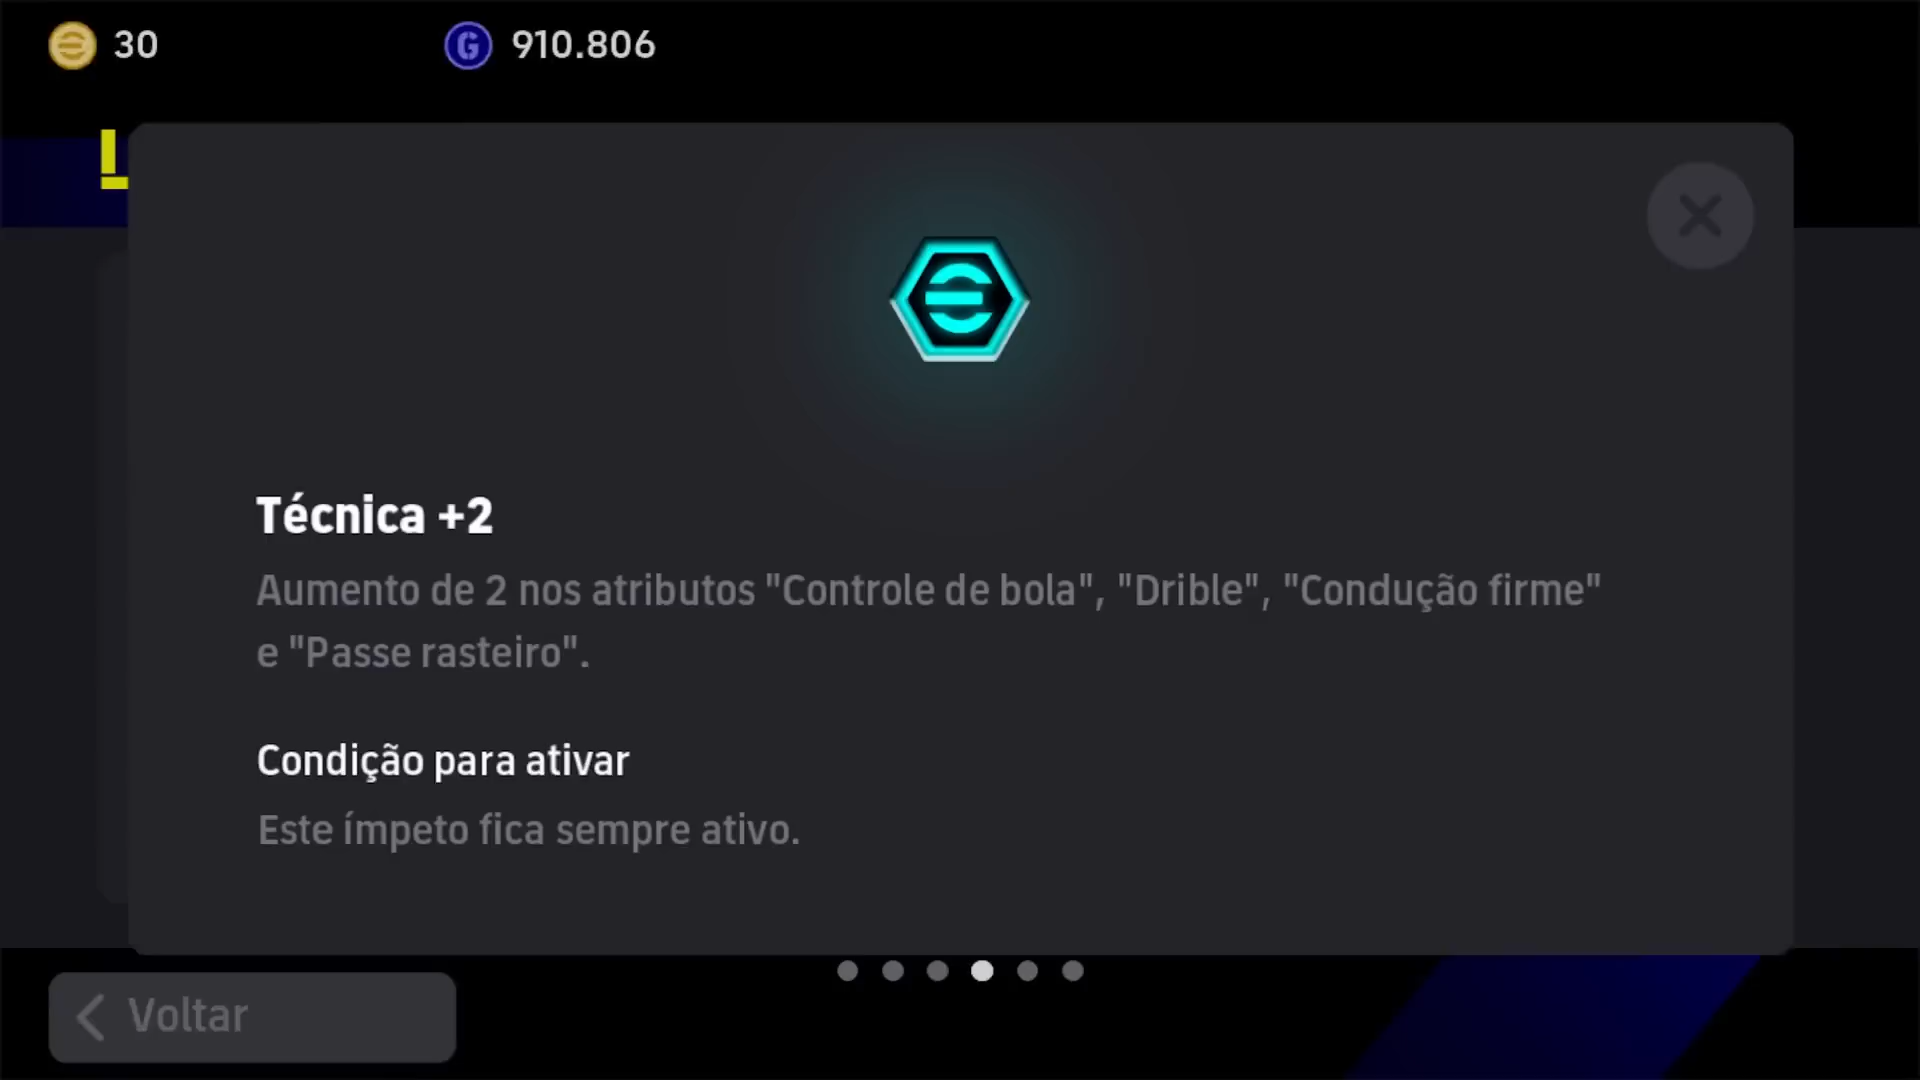 30
910.806
Técnica +2
Aumento de 2 nos atributos "Controle de bola", "Drible", "Condução firme"
e "Passe rasteiro".
Condição para ativar
Este ímpeto fica sempre ativo.
Voltar